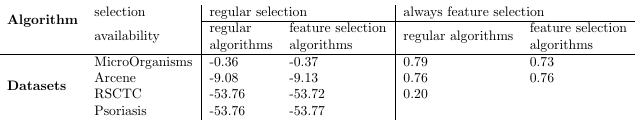 Algorithm selection regular selection always feature selection
availability regular algorithms feature selection algorithms regular algorithms feature selection algorithms
Datasets MicroOrganisms -0.36 -0.37 0.79 0.73
Arcene -9.08 -9.13 0.76 0.76
RSCTC -53.76 -53.72 0.20
Psoriasis -53.76 -53.77